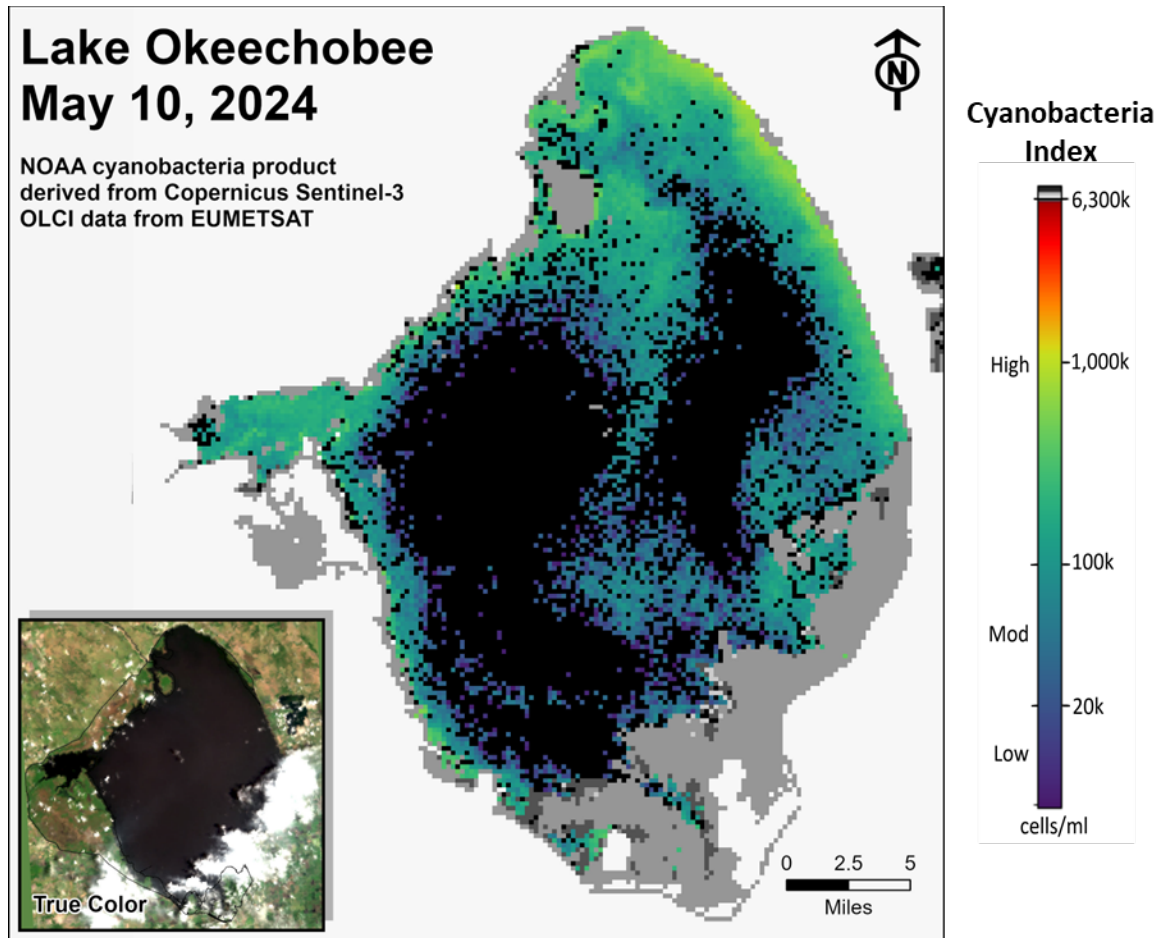 Lake Okeechobee
May 10, 2024
NOAA cyanobacteria product
derived from Copernicus Sentinel-3
OLCI data from EUMETSAT
N
Cyanobacteria
Index
6,300k
High
1,000k
100k
Mod
20k
Low
cells/ml
0 2.5 5
Miles
True Color